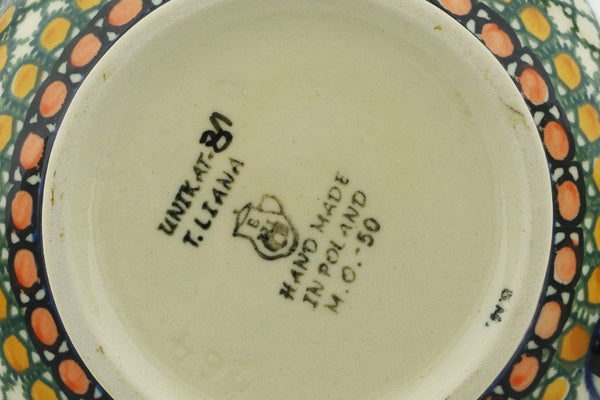 UNIKAT-81
T. LIANA
HAND MADE
IN POLAND
M.O.-50